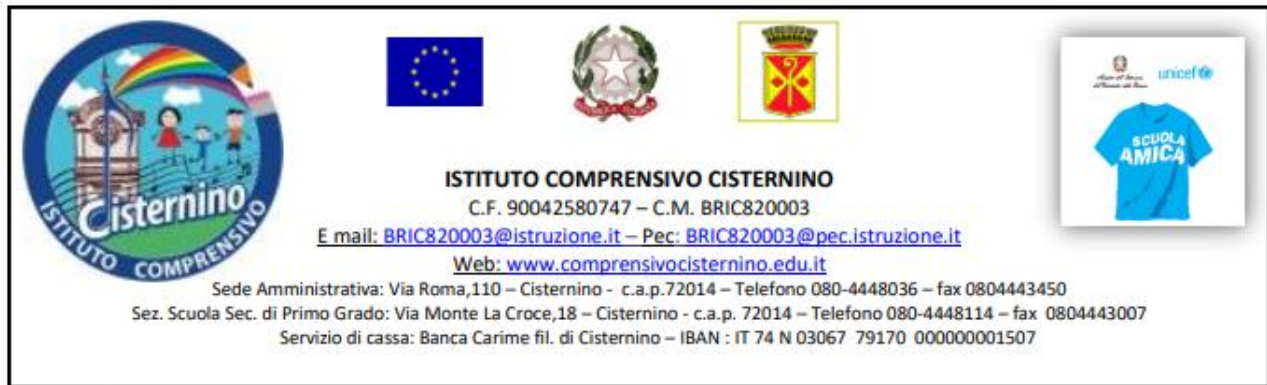 Cisternino
ISTITUTO COMPRENSIVO
unicef
SCUOLA
AMICA
ISTITUTO COMPRENSIVO CISTERNINO
C.F. 90042580747 – C.M. BRIC820003
E mail: BRIC820003@istruzione.it – Pec: BRIC820003@pec.istruzione.it
Web: www.comprensivocisternino.edu.it
Sede Amministrativa: Via Roma,110 – Cisternino - c.a.p.72014 – Telefono 080-4448036 – fax 0804443450
Sez. Scuola Sec. di Primo Grado: Via Monte La Croce,18 – Cisternino - c.a.p. 72014 – Telefono 080-4448114 – fax 0804443007
Servizio di cassa: Banca Carime fil. di Cisternino – IBAN : IT 74 N 03067 79170 000000001507